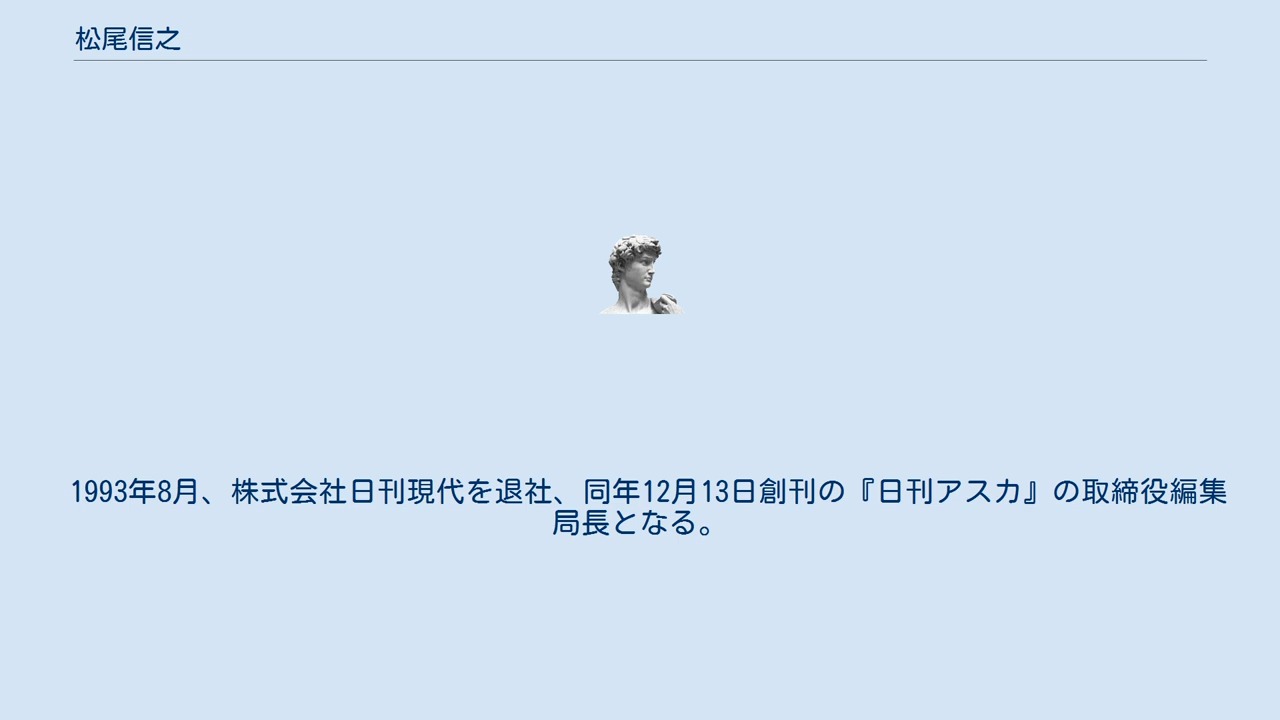 松尾信之
1993年8月、株式会社日刊現代を退社、同年12月13日創刊の『日刊アスカ』の取締役編集
局長となる。